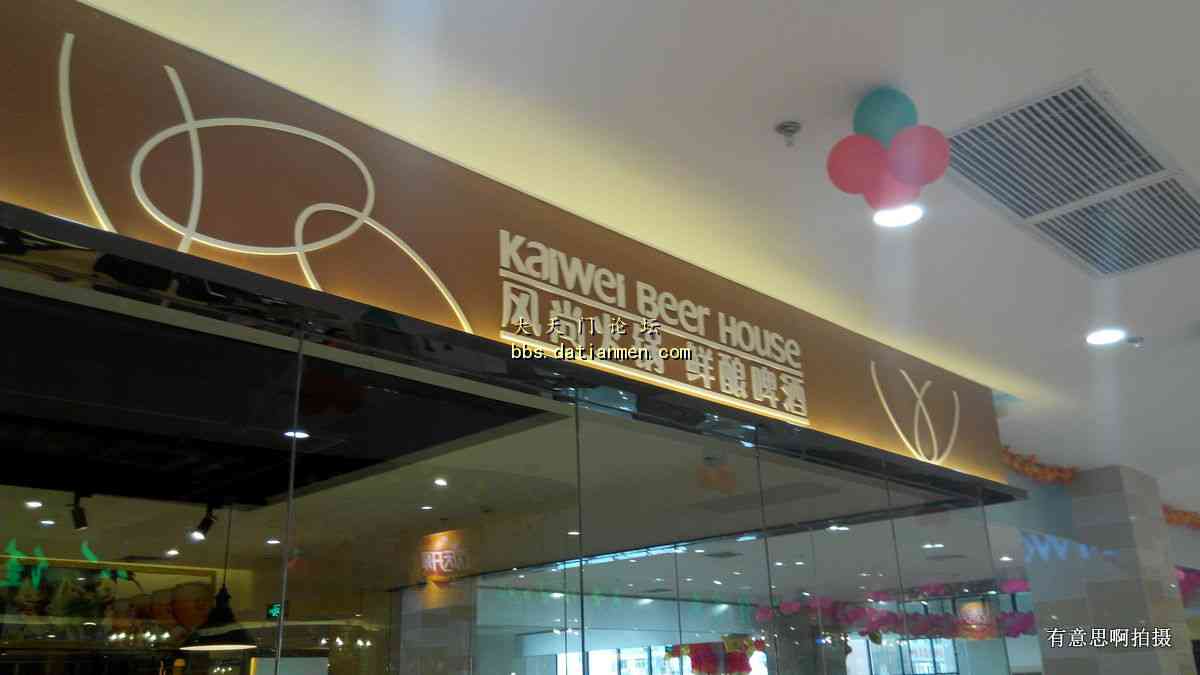 Kaiwei Beer House
风尚火锅 鲜酿啤酒
大天门论坛
bbs.datianmen.com
有意思啊拍摄